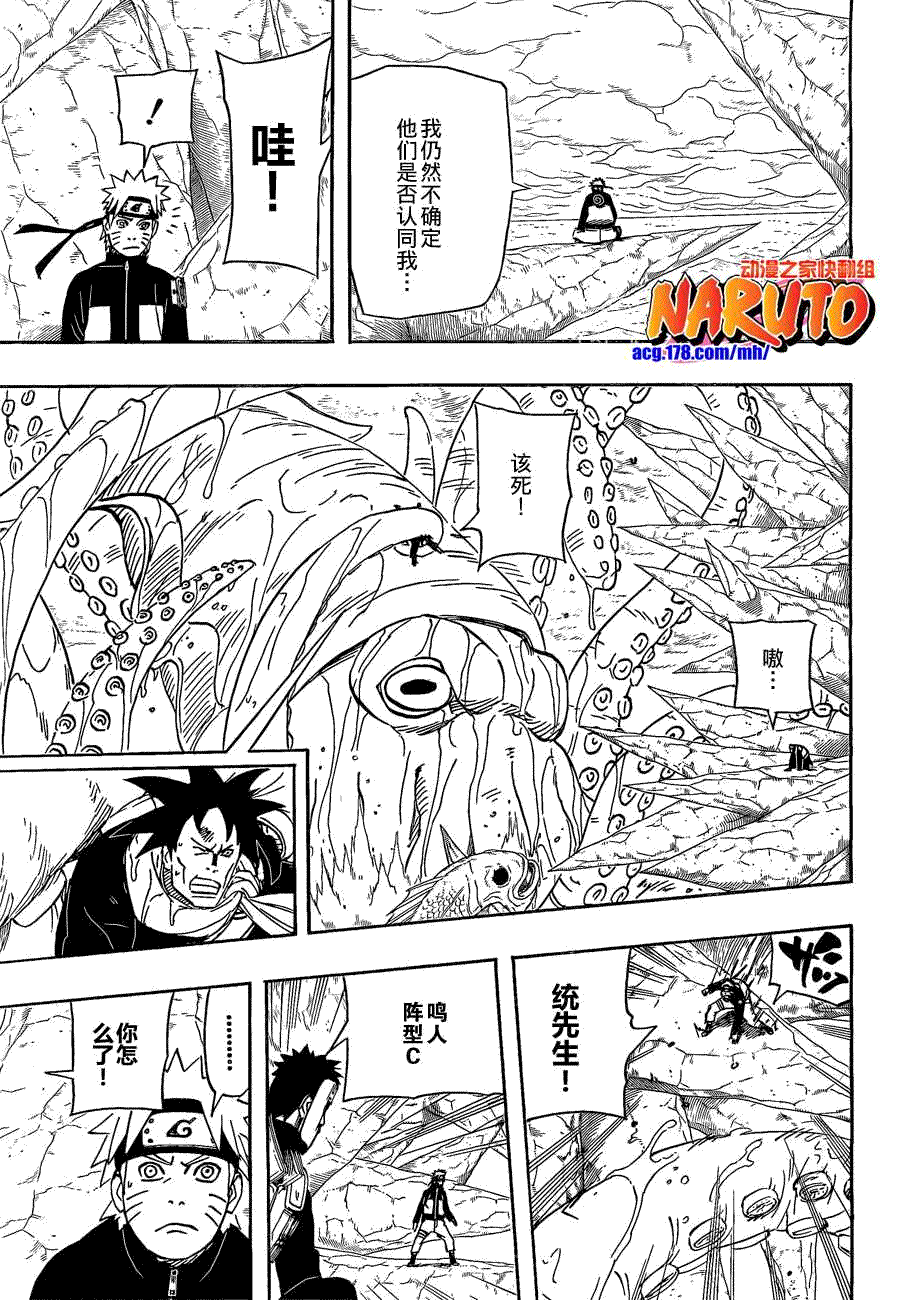 我仍然不确定
他们是否认同我…
哇！
！
动漫之家快翻组
NARUTO
acg.178.com/mh/
该死！
嗷…
ザッ
统先生！
鸣人
阵型C
………
你怎
么了！